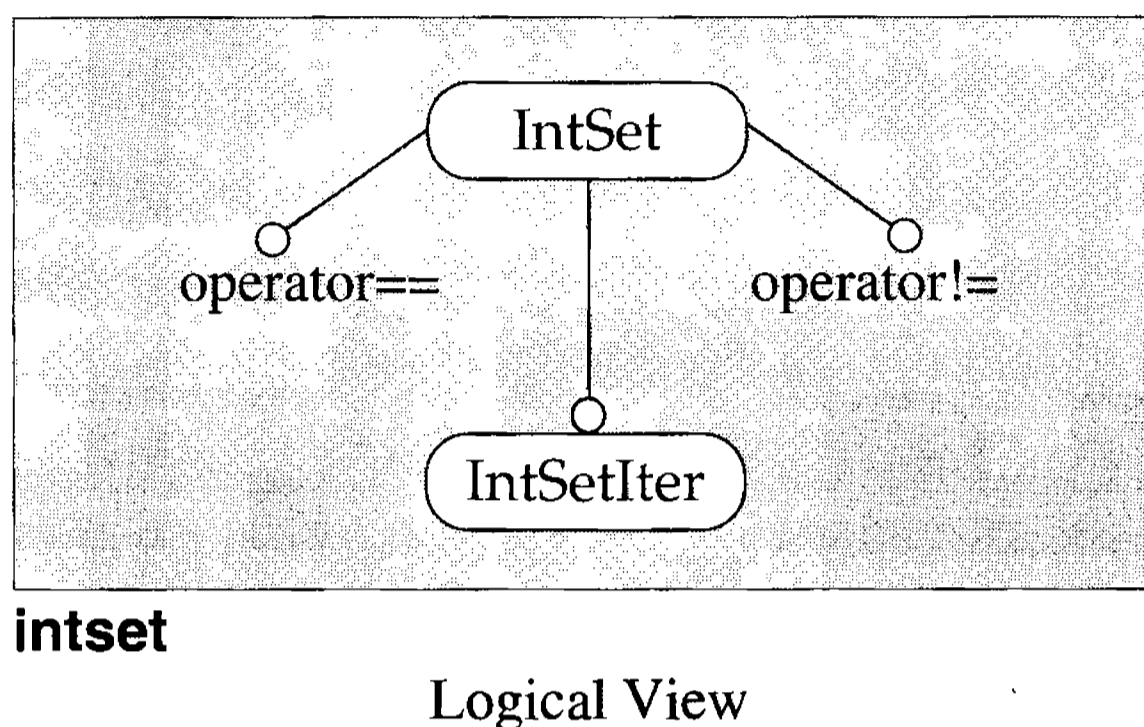 IntSet
operator==
operator!=
IntSetIter
intset
Logical View